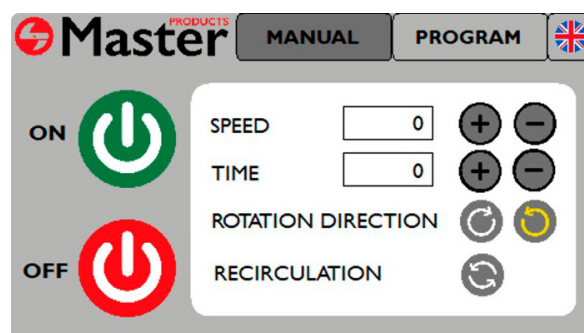 Master PRODUCTS
MANUAL
PROGRAM
ON
SPEED 0
TIME 0
ROTATION DIRECTION
OFF
RECIRCULATION